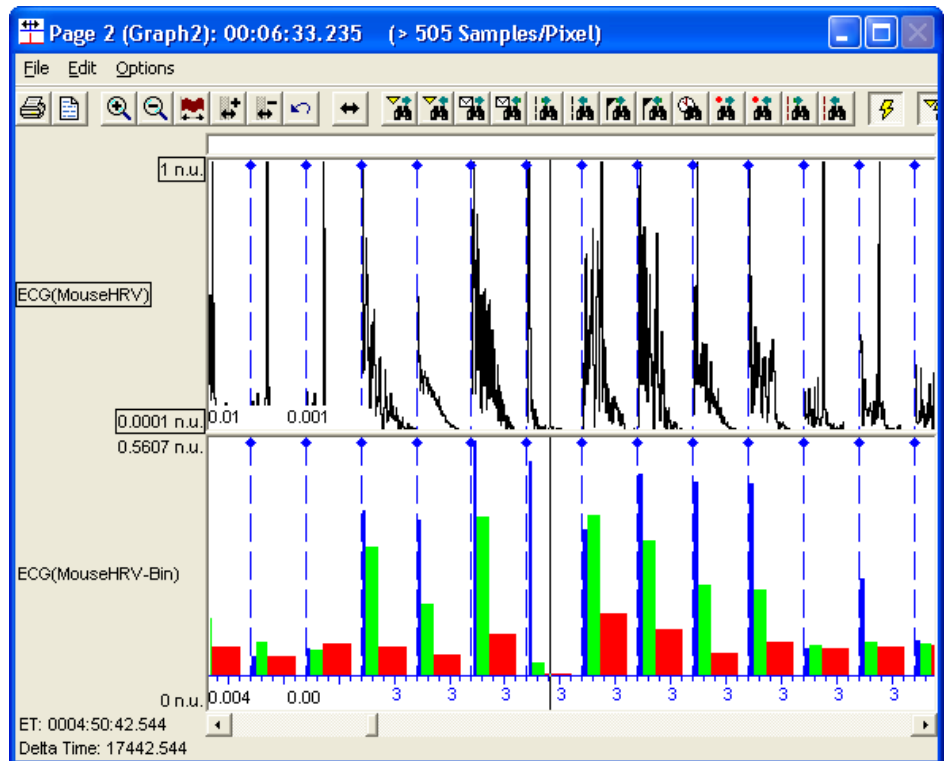 Page 2 (Graph2): 00:06:33.235 (> 505 Samples/Pixel)
File Edit Options
1 n.u.
ECG(MouseHRV)
0.0001 n.u.
0.01 0.001
0.5607 n.u.
ECG(MouseHRV-Bin)
0 n.u.
0.004 0.00 3 3 3 3 3 3 3 3 3 3
ET: 0004:50:42.544
Delta Time: 17442.544